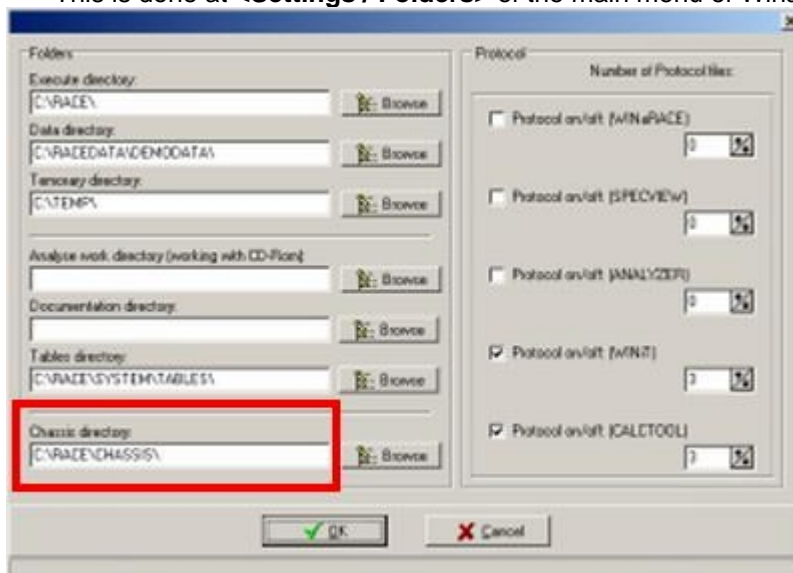 This is done at <Settings / Folders> of the main menu of
Folders
Execute directory:
C:\RACE\
Browse
Data directory:
C:\RACEDATA\DEMODATA\
Browse
Temorary directory:
C:\TEMP\
Browse
Analyse work directory (working with CD-Rom)
Browse
Documentation directory:
Browse
Tables directory:
C:\RACE\SYSTEM\TABLES\
Browse
Chassis directory:
C:\RACE\CHASSIS\
Browse
Protocol
Number of Protocol files:
Protocol on/off: (WINaRACE)
0
Protocol on/off: (SPECVIEW)
0
Protocol on/off: (ANALYZER)
0
Protocol on/off: (WINIT)
3
Protocol on/off: (CALCTOOL)
3
OK
Cancel